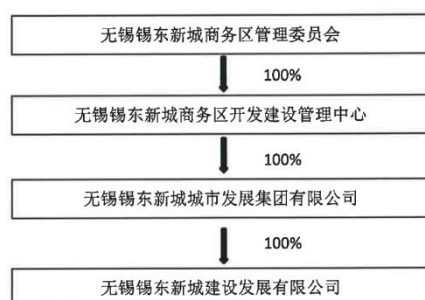 无锡锡东新城商务区管理委员会
100%
无锡锡东新城商务区开发建设管理中心
100%
无锡锡东新城城市发展集团有限公司
100%
无锡锡东新城建设发展有限公司